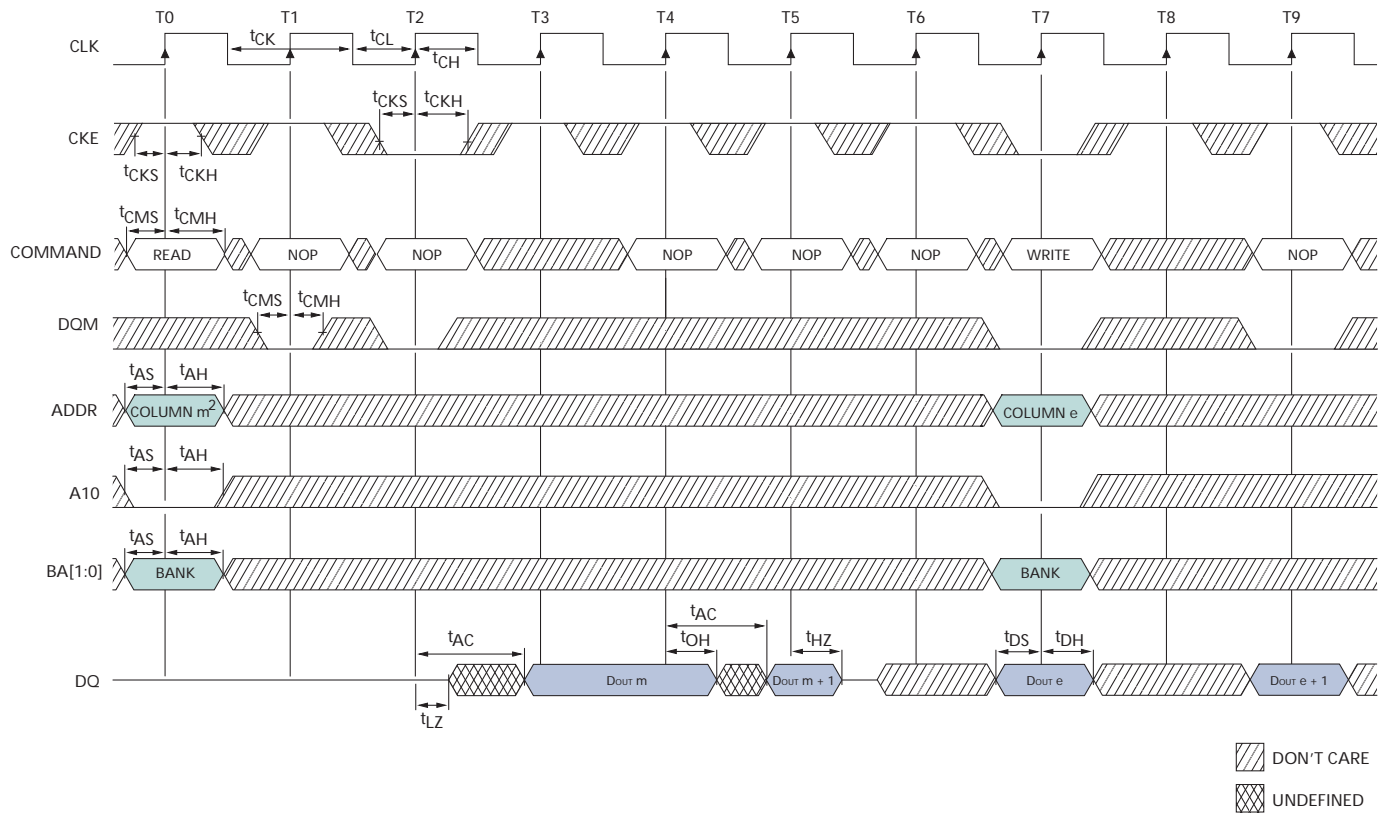 T0 T1 T2 T3 T4 T5 T6 T7 T8 T9
CLK
tCK tCL
tCH
tCKS tCKH
CKE
tCKS tCKH
tCMS tCMH
COMMAND READ NOP NOP NOP NOP NOP WRITE NOP
tCMS tCMH
DQM
tAS tAH
ADDR COLUMN m2 COLUMN e
tAS tAH
A10
tAS tAH
BA[1:0] BANK BANK
tAC
tAC tOH tHZ tDS tDH
DQ DOUT m DOUT m + 1 DOUT e DOUT e + 1
tLZ
DON'T CARE
UNDEFINED